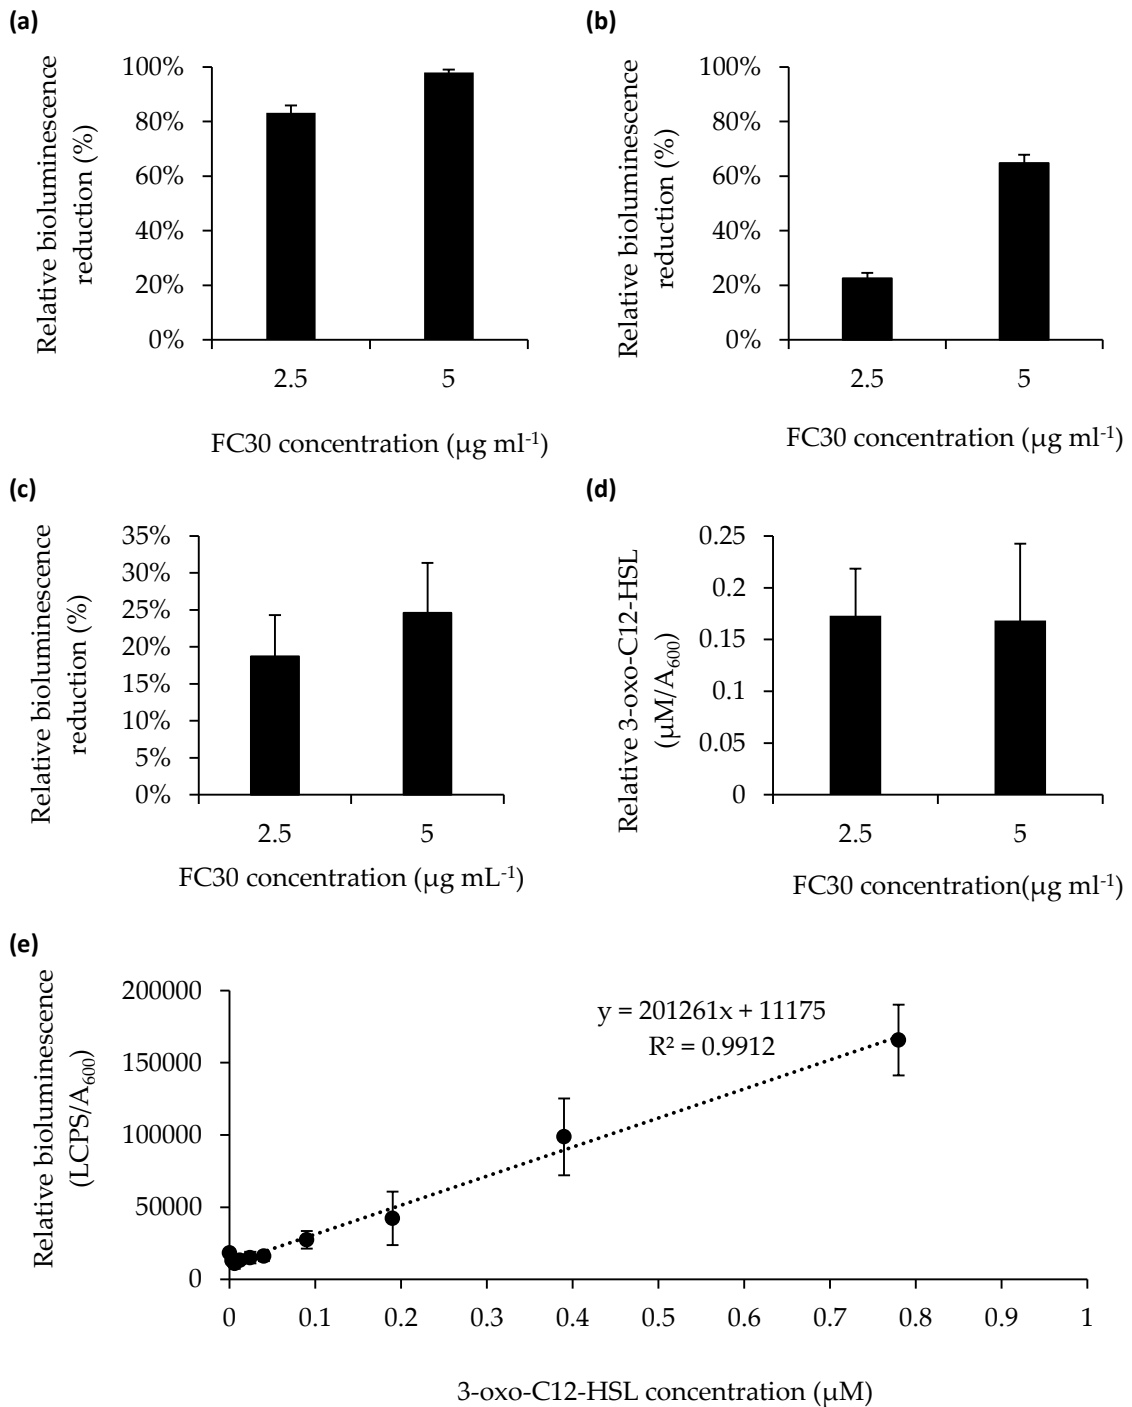 (a)
Relative bioluminescence
reduction (%)
100%
80%
60%
40%
20%
0%
2.5
5
FC30 concentration (µg ml-1)
(b)
Relative bioluminescence
reduction (%)
100%
80%
60%
40%
20%
0%
2.5
5
FC30 concentration (µg ml-1)
(c)
Relative bioluminescence
reduction (%)
35%
30%
25%
20%
15%
10%
5%
0%
2.5
5
FC30 concentration (µg mL-1)
(d)
Relative 3-oxo-C12-HSL
(µM/A600)
0.25
0.2
0.15
0.1
0.05
0
2.5
5
FC30 concentration(µg ml-1)
(e)
Relative bioluminescence
(LCPS/A600)
200000
150000
100000
50000
0
y = 201261x + 11175
R² = 0.9912
0 0.1 0.2 0.3 0.4 0.5 0.6 0.7 0.8 0.9 1
3-oxo-C12-HSL concentration (µM)